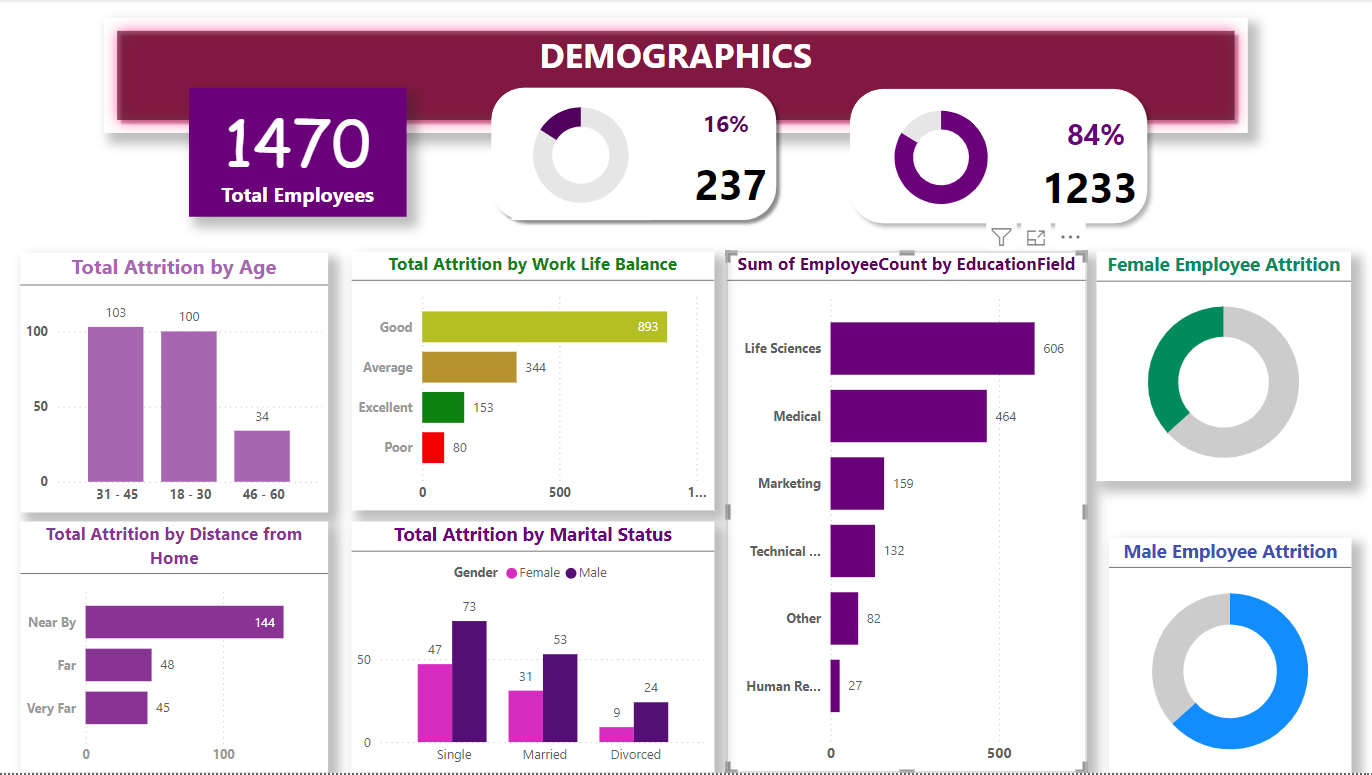 DEMOGRAPHICS
1470
Total Employees
16%
237
84%
1233
Total Attrition by Age
103
100
34
100
50
0
31 - 45
18 - 30
46 - 60
Total Attrition by Work Life Balance
Good
893
Average
344
Excellent
153
Poor
80
0
500
1...
Sum of EmployeeCount by EducationField
Life Sciences
606
Medical
464
Marketing
159
Technical ...
132
Other
82
Human Re...
27
0
500
Female Employee Attrition
Total Attrition by Distance from
Home
Near By
144
Far
48
Very Far
45
0
100
Total Attrition by Marital Status
Gender
Female
Male
73
47
53
31
24
9
50
0
Single
Married
Divorced
Male Employee Attrition